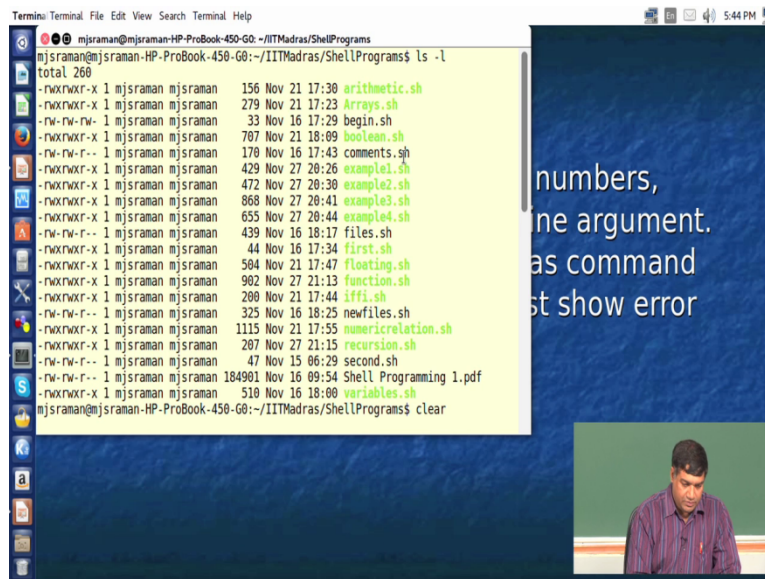 Termina Terminal File Edit View Search Terminal Help
En
5:44 PM
mjsraman@mjsraman-HP-ProBook-450-G0: ~/IITMadras/ShellPrograms
mjsraman@mjsraman-HP-ProBook-450-G0:~/IITMadras/ShellPrograms$ ls -l
total 260
-rwxrwxr-x 1 mjsraman mjsraman 156 Nov 21 17:30 arithmetic.sh
-rwxrwxr-x 1 mjsraman mjsraman 279 Nov 21 17:23 Arrays.sh
-rw-rw-rw- 1 mjsraman mjsraman 33 Nov 16 17:29 begin.sh
-rwxrwxr-x 1 mjsraman mjsraman 707 Nov 21 18:09 boolean.sh
-rw-rw-r-- 1 mjsraman mjsraman 170 Nov 16 17:43 comments.sh
-rwxrwxr-x 1 mjsraman mjsraman 429 Nov 27 20:26 example1.sh
-rwxrwxr-x 1 mjsraman mjsraman 472 Nov 27 20:30 example2.sh
-rwxrwxr-x 1 mjsraman mjsraman 868 Nov 27 20:41 example3.sh
-rwxrwxr-x 1 mjsraman mjsraman 655 Nov 27 20:44 example4.sh
-rw-rw-r-- 1 mjsraman mjsraman 439 Nov 16 18:17 files.sh
-rwxrwxr-x 1 mjsraman mjsraman 44 Nov 16 17:34 first.sh
-rwxrwxr-x 1 mjsraman mjsraman 504 Nov 21 17:47 floating.sh
-rwxrwxr-x 1 mjsraman mjsraman 902 Nov 27 21:13 function.sh
-rwxrwxr-x 1 mjsraman mjsraman 200 Nov 21 17:44 iffi.sh
-rw-rw-r-- 1 mjsraman mjsraman 325 Nov 16 18:25 newfiles.sh
-rwxrwxr-x 1 mjsraman mjsraman 1115 Nov 21 17:55 numericrelation.sh
-rwxrwxr-x 1 mjsraman mjsraman 207 Nov 27 21:15 recursion.sh
-rw-rw-r-- 1 mjsraman mjsraman 47 Nov 15 06:29 second.sh
-rw-rw-r-- 1 mjsraman mjsraman 184901 Nov 16 09:54 Shell Programming 1.pdf
-rwxrwxr-x 1 mjsraman mjsraman 510 Nov 16 18:00 variables.sh
mjsraman@mjsraman-HP-ProBook-450-G0:~/IITMadras/ShellPrograms$ clear
numbers,
ine argument.
as command
st show error